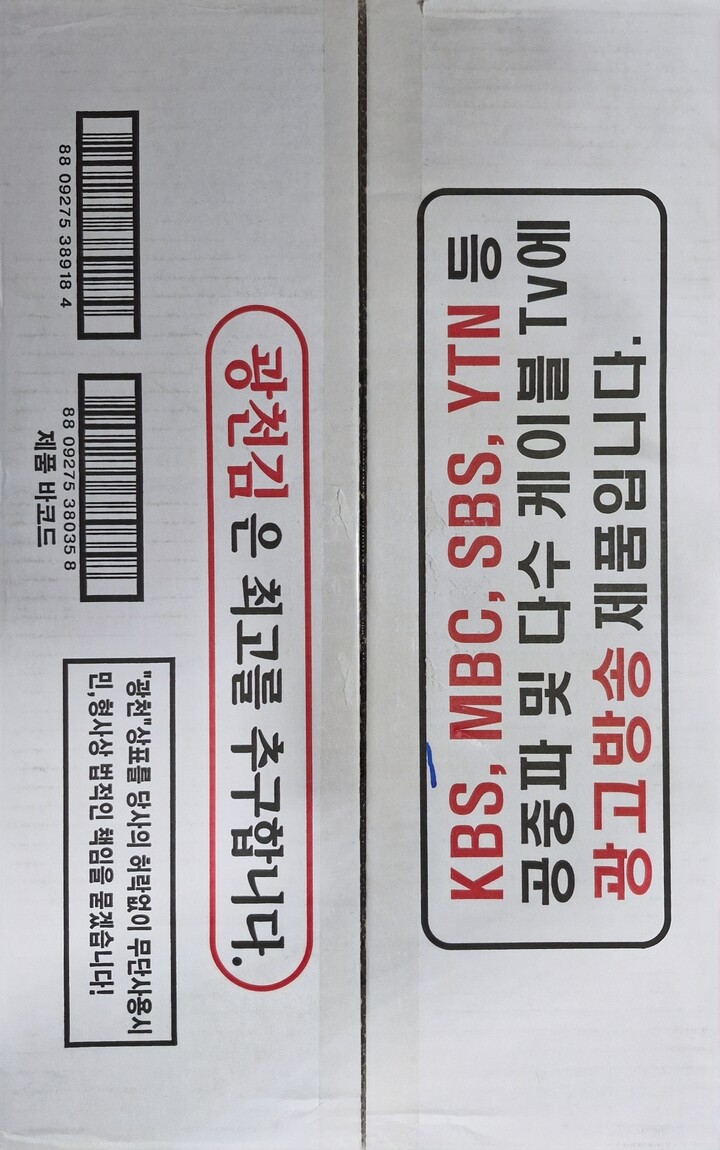 KBS, MBC, SBS, YTN 등
공중파 및 다수 케이블 Tv에
광고방송 제품입니다.
광천김은 최고를 추구합니다.
88 09275 38918 4
88 09275 38035 8
제품 바코드
"광천"상표를 당사의 허락없이 무단사용시
민,형사상 법적인 책임을 묻겠습니다!